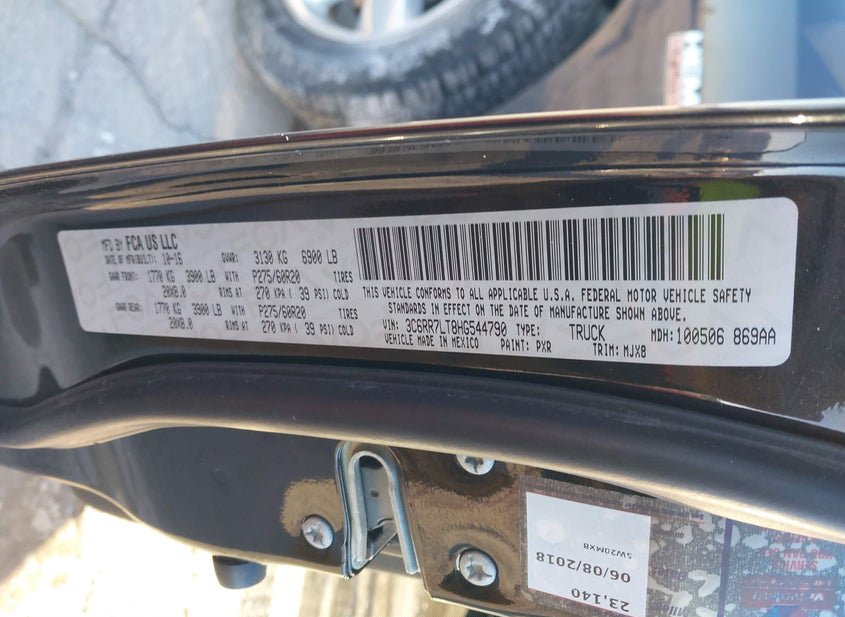 MFD BY FCA US LLC
DATE OF MFR(BUILT): 10-16 GVWR: 3130 KG 6900 LB
GAWR FRONT: 1770 KG 3900 LB WITH P275/60R20 TIRES
20X8.0 RIMS AT 270 KPA( 39 PSI) COLD
GAWR REAR: 1770 KG 3900 LB WITH P275/60R20 TIRES
20X8.0 RIMS AT 270 KPA( 39 PSI) COLD
THIS VEHICLE CONFORMS TO ALL APPLICABLE U.S.A. FEDERAL MOTOR VEHICLE SAFETY
STANDARDS IN EFFECT ON THE DATE OF MANUFACTURE SHOWN ABOVE.
VIN: 3C6RR7LT8HG544790 TYPE: TRUCK MDH: 100506 869AA
VEHICLE MADE IN MEXICO PAINT: PXR TRIM: MJX8
23,140
06/08/2018
5W20MXB